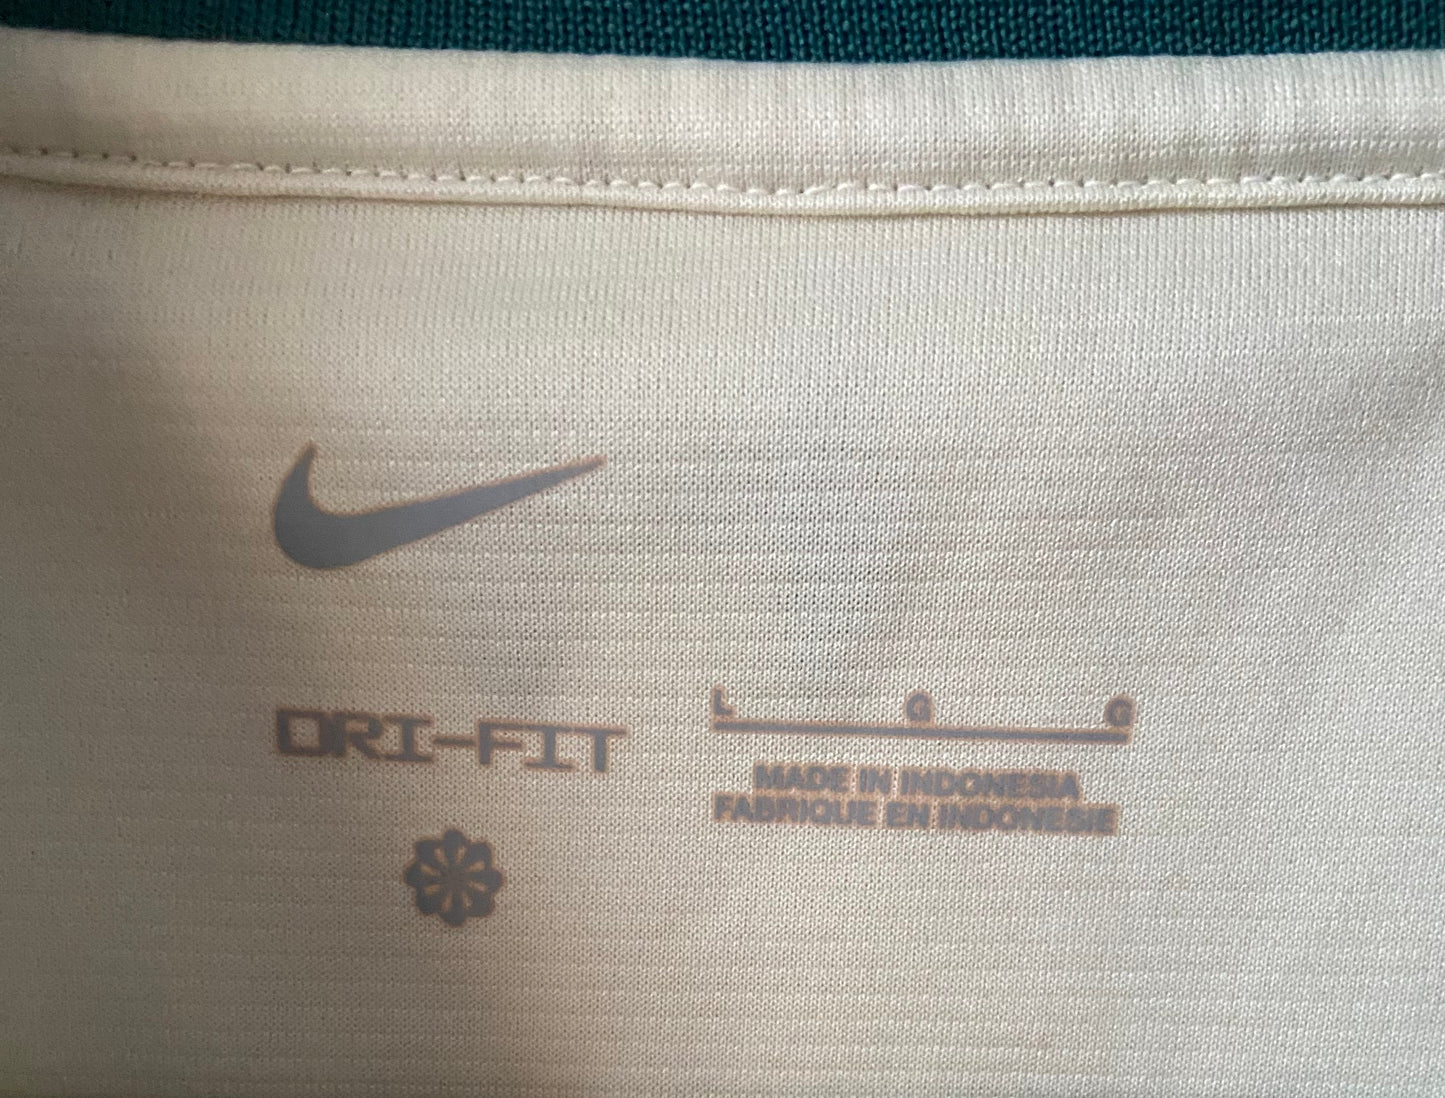 DRI-FIT
L G G
MADE IN INDONESIA
FABRIQUE EN INDONESIE